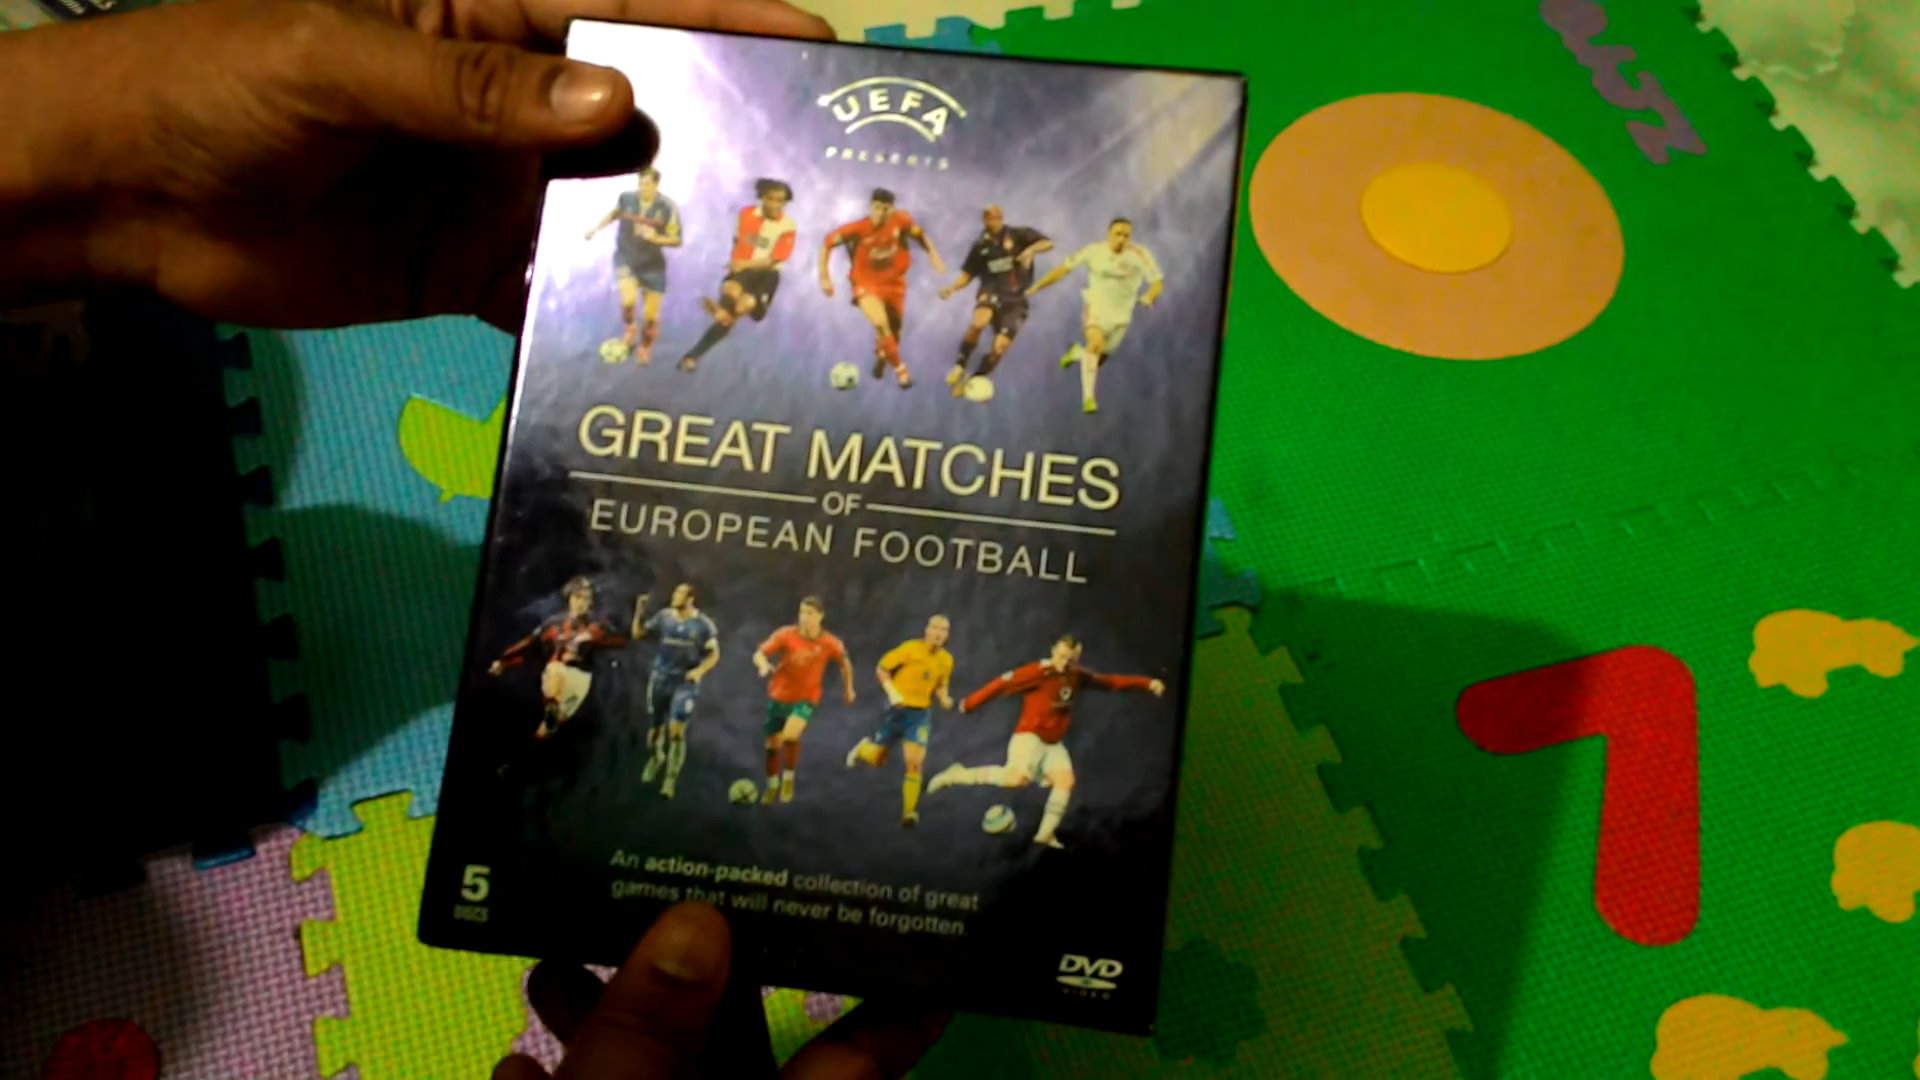 UEFA
PRESENTS
GREAT MATCHES
OF
EUROPEAN FOOTBALL
An action-packed collection of great
games that will never be forgotten.
5
DISCS
DVD
VIDEO